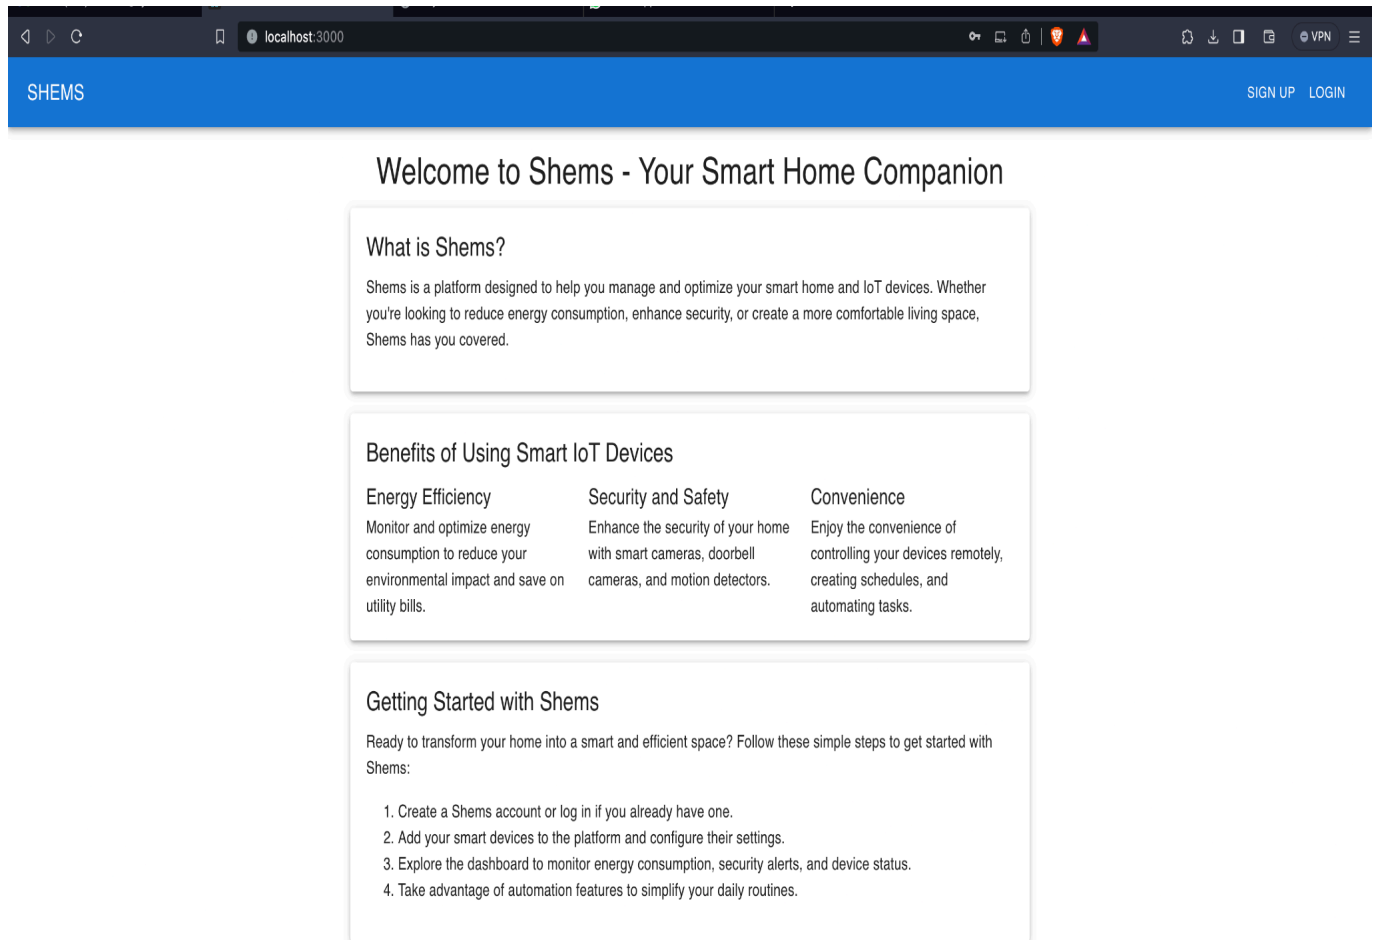 localhost:3000
VPN
SHEMS
SIGN UP LOGIN
Welcome to Shems - Your Smart Home Companion
What is Shems?
Shems is a platform designed to help you manage and optimize your smart home and IoT devices. Whether
you're looking to reduce energy consumption, enhance security, or create a more comfortable living space,
Shems has you covered.
Benefits of Using Smart IoT Devices
Energy Efficiency
Monitor and optimize energy
consumption to reduce your
environmental impact and save on
utility bills.
Security and Safety
Enhance the security of your home
with smart cameras, doorbell
cameras, and motion detectors.
Convenience
Enjoy the convenience of
controlling your devices remotely,
creating schedules, and
automating tasks.
Getting Started with Shems
Ready to transform your home into a smart and efficient space? Follow these simple steps to get started with
Shems:
1. Create a Shems account or log in if you already have one.
2. Add your smart devices to the platform and configure their settings.
3. Explore the dashboard to monitor energy consumption, security alerts, and device status.
4. Take advantage of automation features to simplify your daily routines.